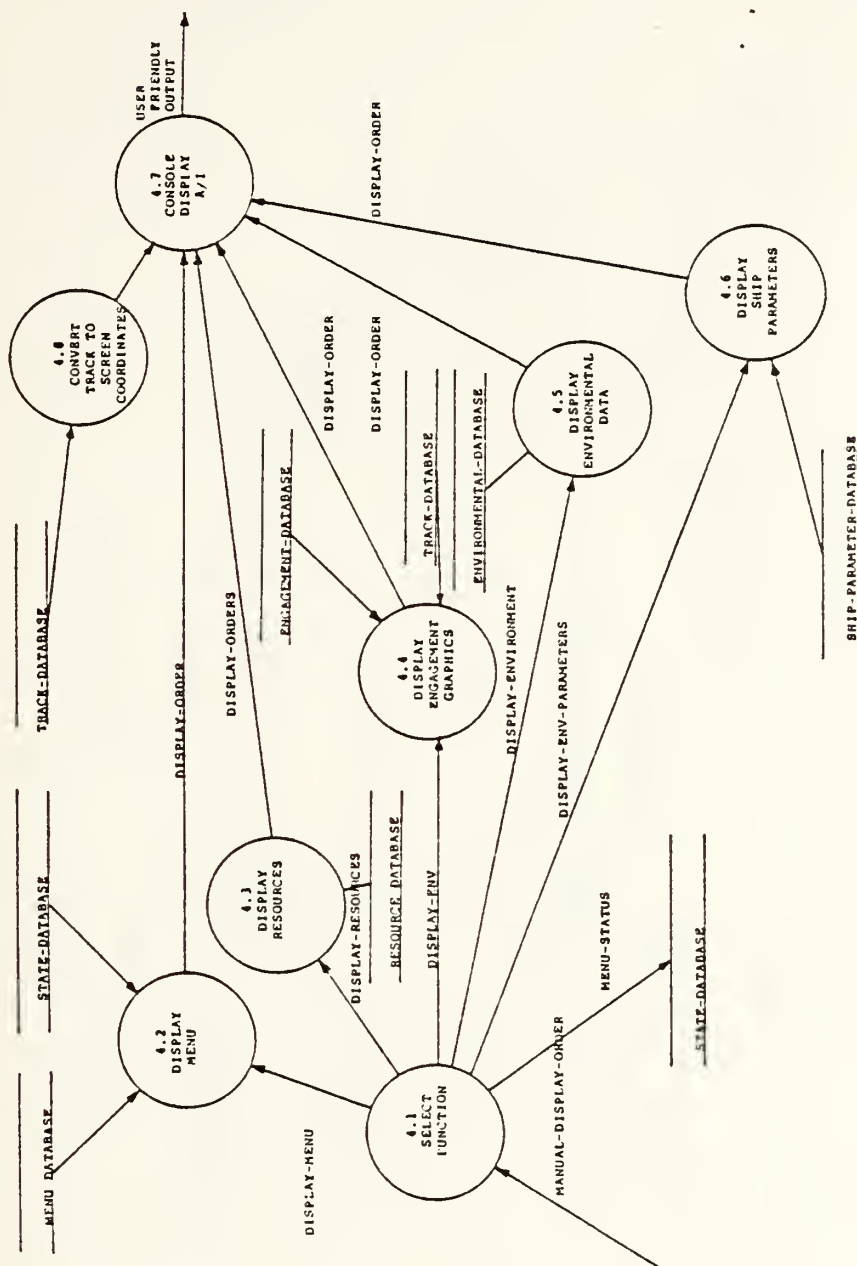 MENU DATABASE
STATE-DATABASE
TRACK-DATABASE
4.8
CONVERT
TRACK TO
SCREEN
COORDINATES
4.2
DISPLAY
MENU
DISPLAY-ORDER
4.7
CONSOLE
DISPLAY
A/I
USER
FRIENDLY
OUTPUT
DISPLAY-MENU
4.3
DISPLAY
RESOURCES
DISPLAY-ORDERS
DISPLAY-RESOURCES
RESOURCE DATABASE
ENGAGEMENT-DATABASE
DISPLAY-ORDER
DISPLAY-ORDER
DISPLAY-ORDER
4.1
SELECT
FUNCTION
DISPLAY-ENV
4.4
DISPLAY
ENGAGEMENT
GRAPHICS
TRACK-DATABASE
ENVIRONMENTAL-DATABASE
DISPLAY-ENVIRONMENT
4.5
DISPLAY
ENVIRONMENTAL
DATA
DISPLAY-ENV-PARAMETERS
4.6
DISPLAY
SHIP
PARAMETERS
MANUAL-DISPLAY-ORDER
MENU-STATUS
STATE-DATABASE
SHIP-PARAMETER-DATABASE